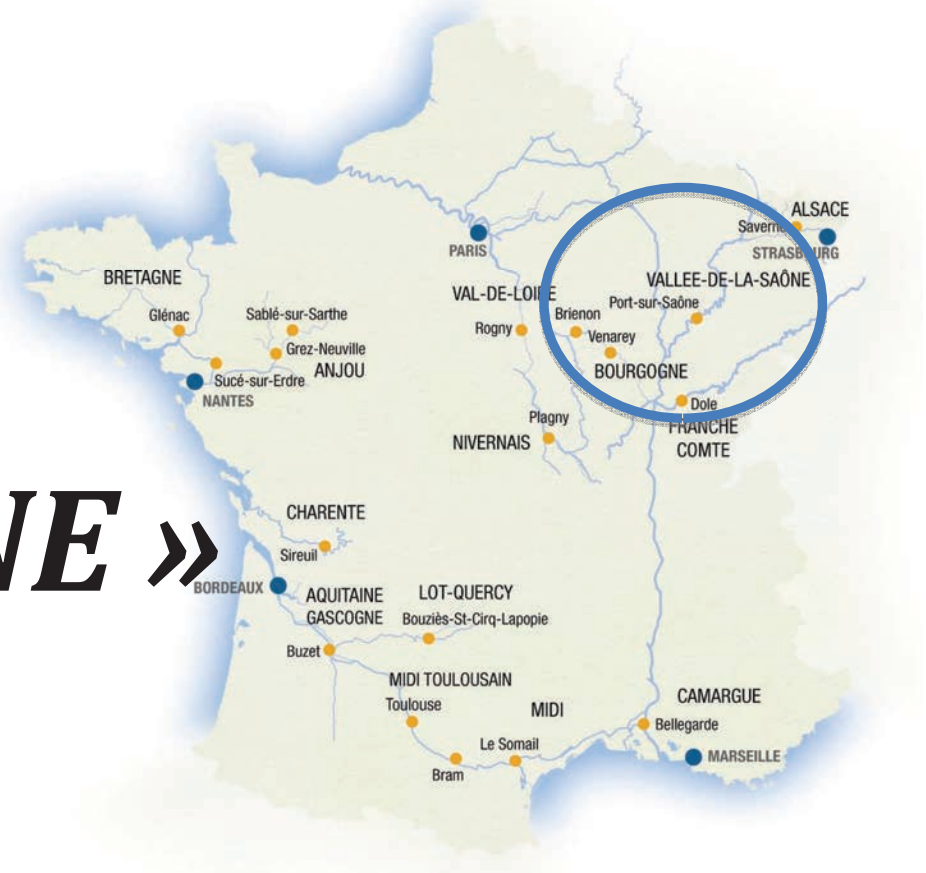 ALSACE
Saverne
STRASBOURG
PARIS
VALLEE-DE-LA-SAÔNE
BRETAGNE
VAL-DE-LOIRE
Port-sur-Saône
Glénac
Sablé-sur-Sarthe
Brienon
Rogny
Venarey
Grez-Neuville
ANJOU
BOURGOGNE
Sucé-sur-Erdre
NANTES
Dole
Plagny
FRANCHE
COMTE
NIVERNAIS
NE »
CHARENTE
Sireuil
BORDEAUX
AQUITAINE
GASCOGNE
LOT-QUERCY
Bouziès-St-Cirq-Lapopie
Buzet
MIDI TOULOUSAIN
Toulouse
MIDI
CAMARGUE
Bellegarde
Le Somail
MARSEILLE
Bram